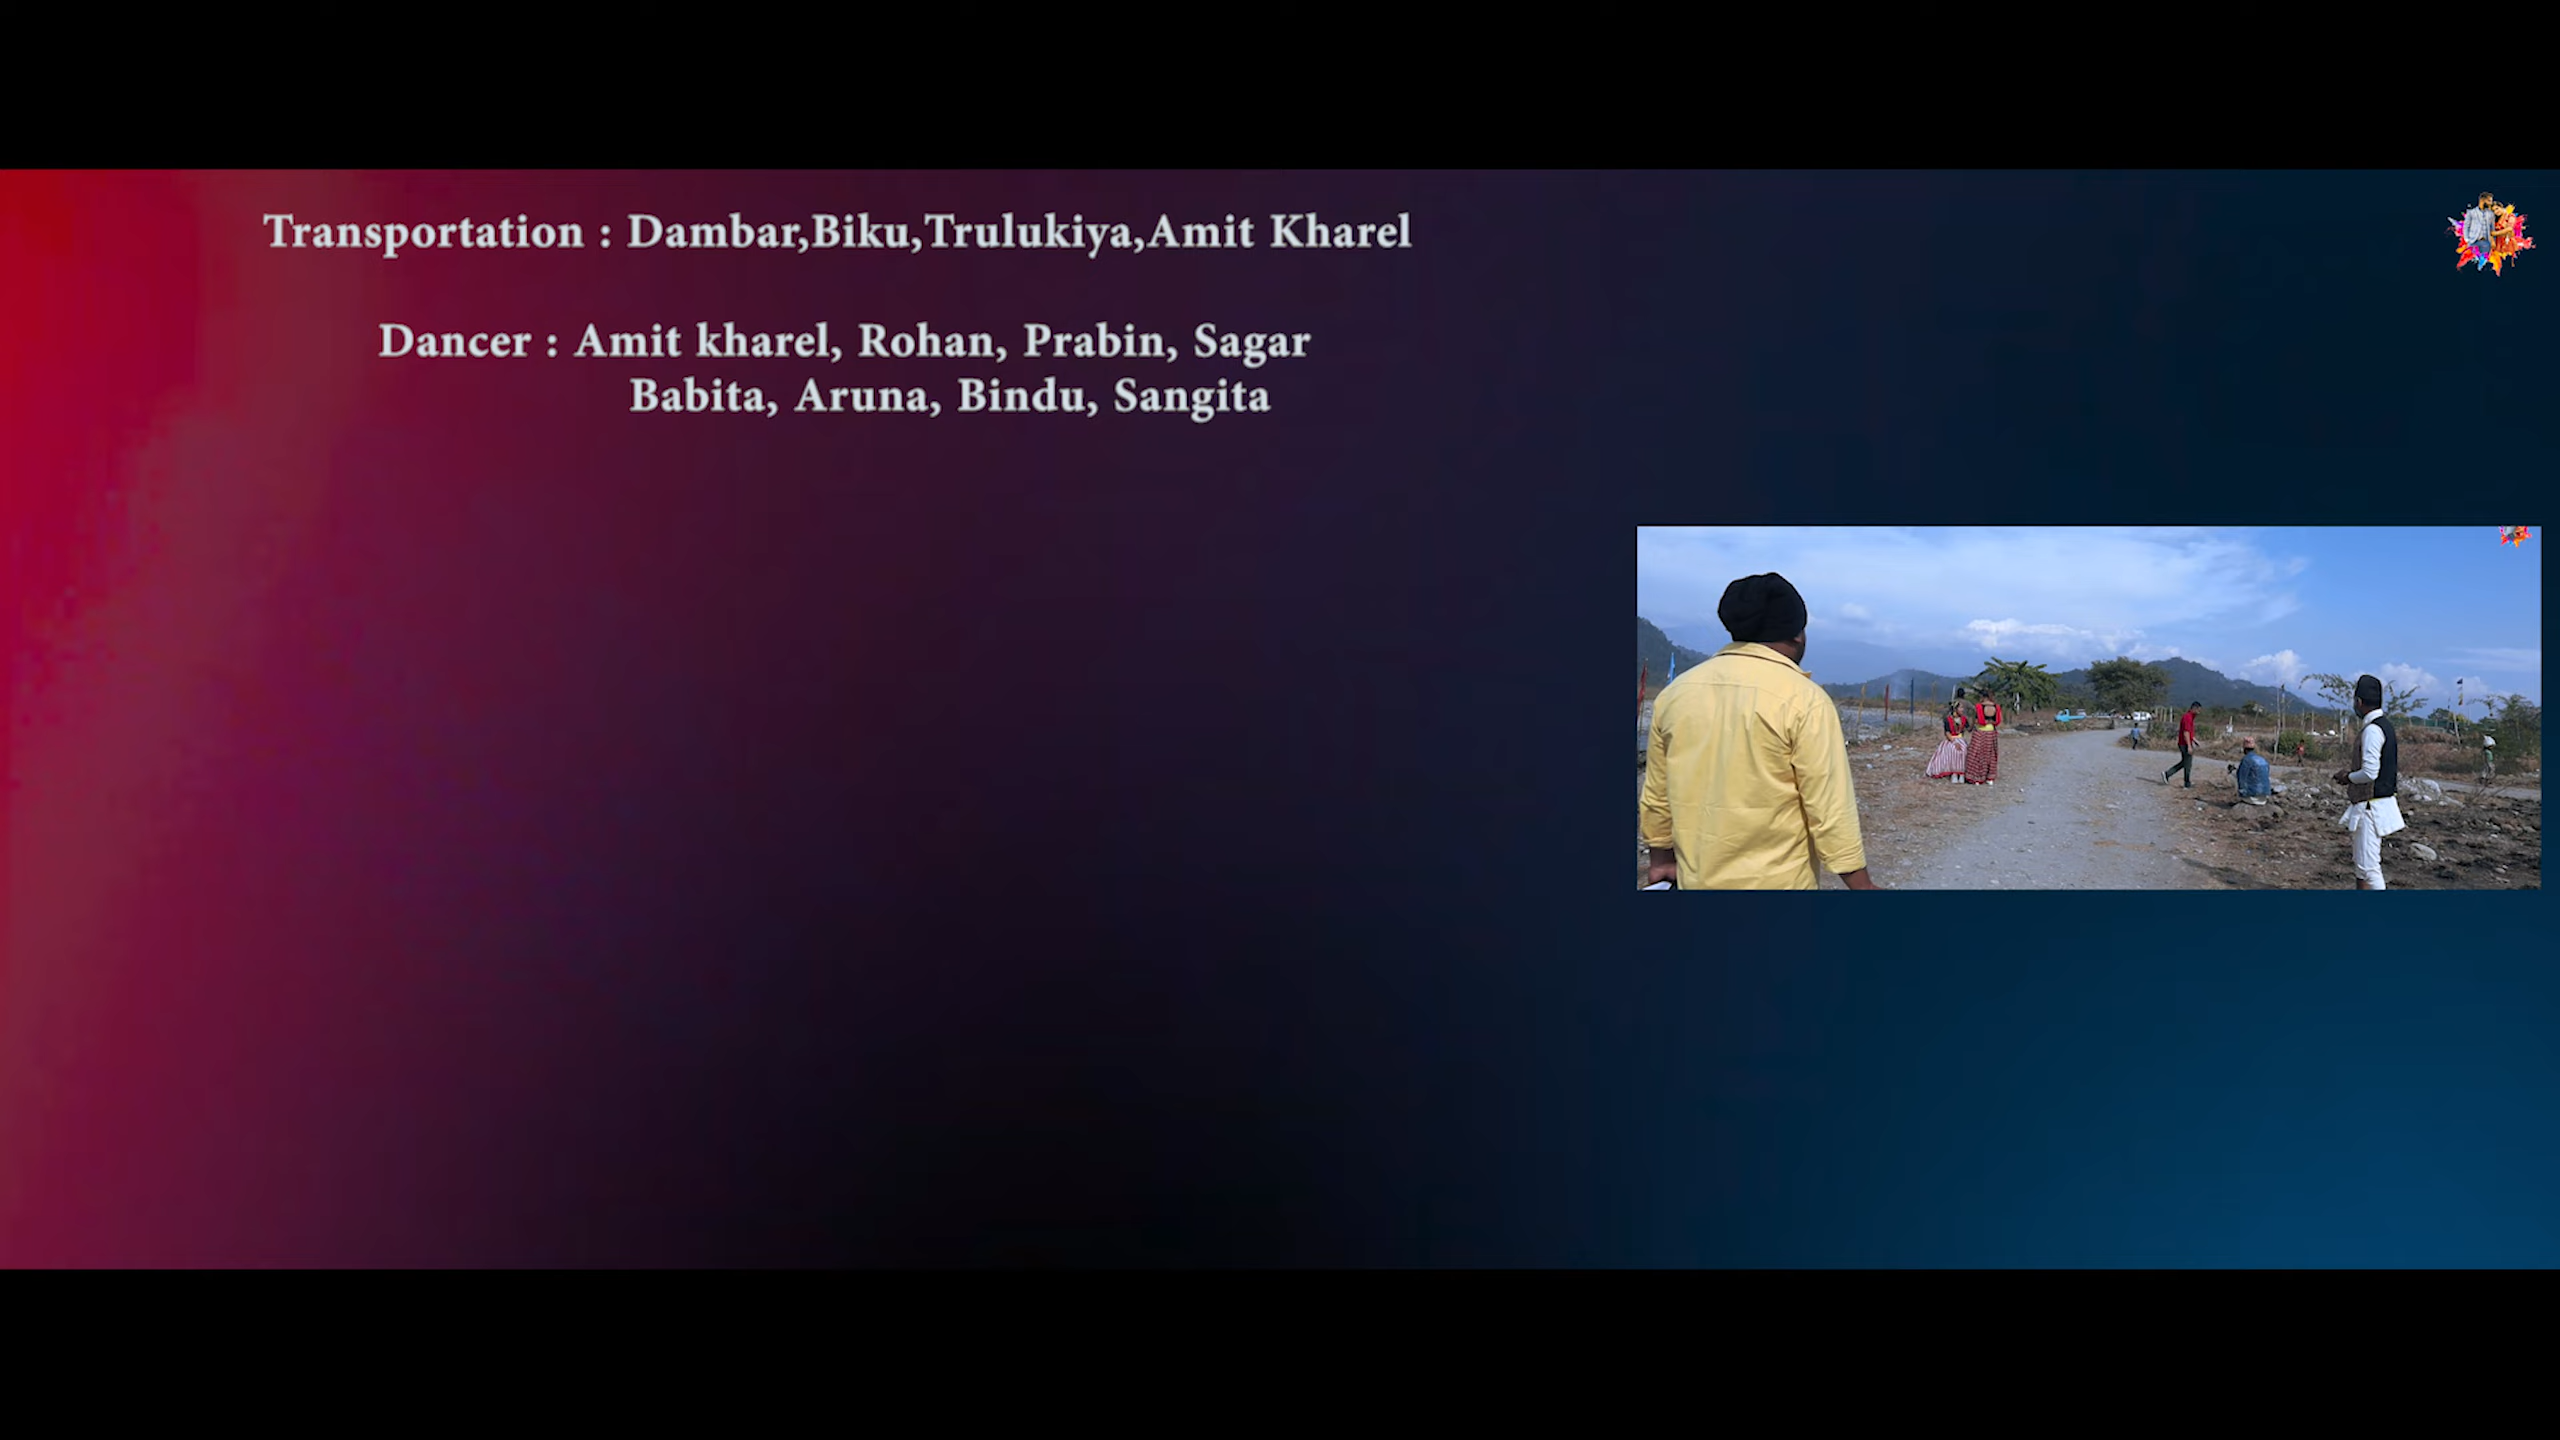 Transportation : Dambar,Biku,Trulukiya,Amit Kharel
Dancer : Amit kharel, Rohan, Prabin, Sagar
Babita, Aruna, Bindu, Sangita